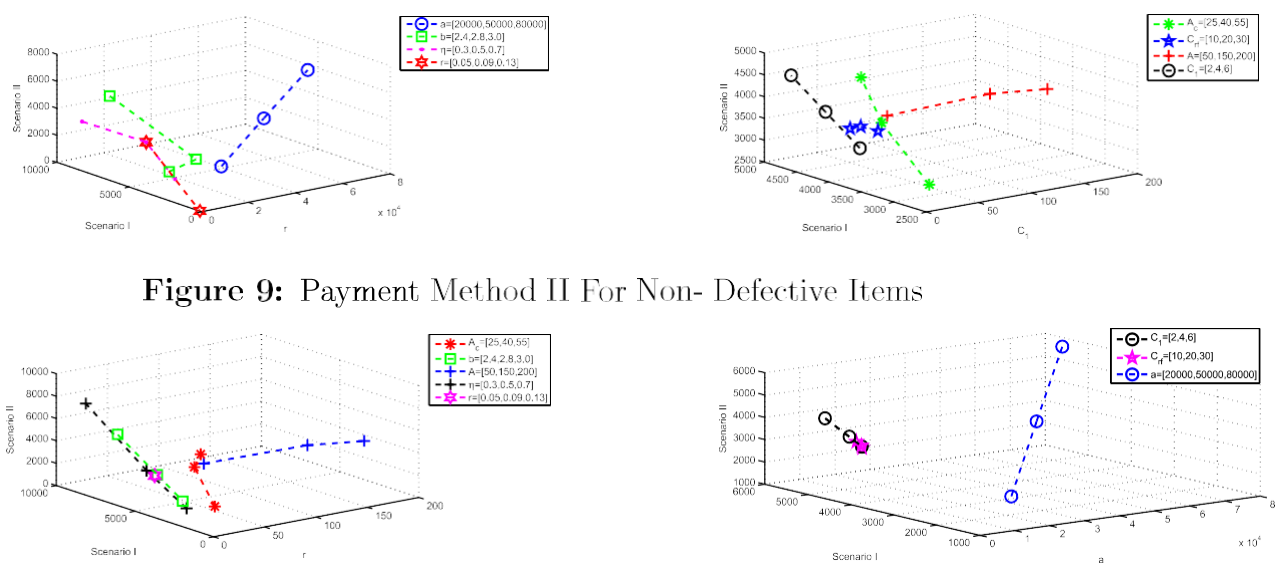 a=[20000,50000,80000]
b=[2.4,2.8,3.0]
η=[0.3,0.5,0.7]
r=[0.05,0.09,0.13]
8000
6000
4000
2000
0
10000
5000
0
0
2
4
6
8
x 10^4
Scenario II
Scenario I
r
A_c=[25,40,55]
C_rf=[10,20,30]
A=[50,150,200]
C_1=[2,4,6]
5000
4500
4000
3500
3000
2500
5000
4500
4000
3500
3000
2500
0
50
100
150
200
Scenario II
Scenario I
C_1
Figure 9: Payment Method II For Non- Defective Items
A_c=[25,40,55]
b=[2,4,2.8,3.0]
A=[50,150,200]
η=[0.3,0.5,0.7]
r=[0.05,0.09,0.13]
10000
8000
6000
4000
2000
0
10000
5000
0
0
50
100
150
200
Scenario II
Scenario I
r
C_1=[2,4,6]
C_rf=[10,20,30]
a=[20000,50000,80000]
6000
5000
4000
3000
2000
1000
6000
5000
4000
3000
2000
1000
0
1
2
3
4
5
6
7
8
x 10^4
Scenario II
Scenario I
a